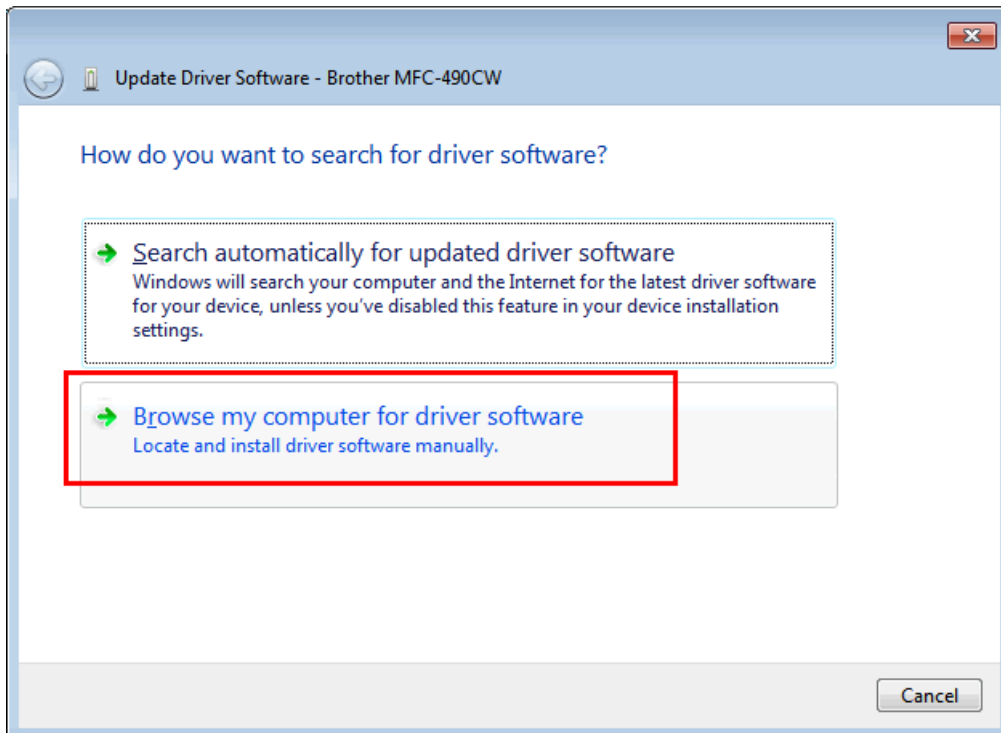 Update Driver Software - Brother MFC-490CW
How do you want to search for driver software?
Search automatically for updated driver software
Windows will search your computer and the Internet for the latest driver software
for your device, unless you've disabled this feature in your device installation
settings.
Browse my computer for driver software
Locate and install driver software manually.
Cancel